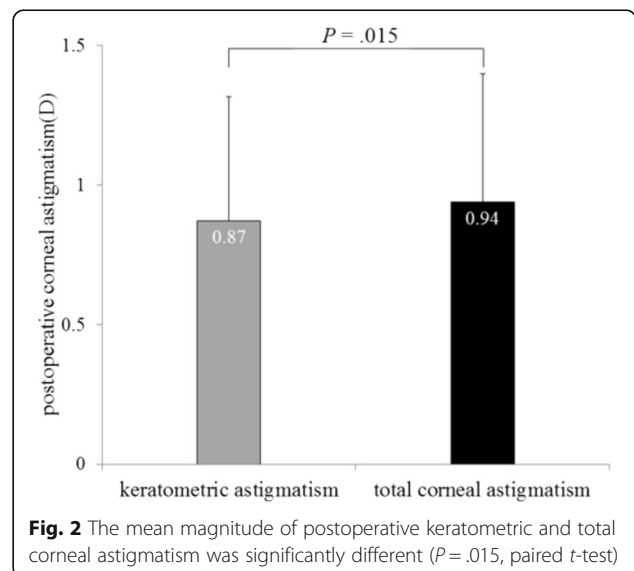 P = .015
1.5
1
0.5
0
postoperative corneal astigmatism(D)
0.87
0.94
keratometric astigmatism total corneal astigmatism
Fig. 2 The mean magnitude of postoperative keratometric and total
corneal astigmatism was significantly different (P = .015, paired t-test)